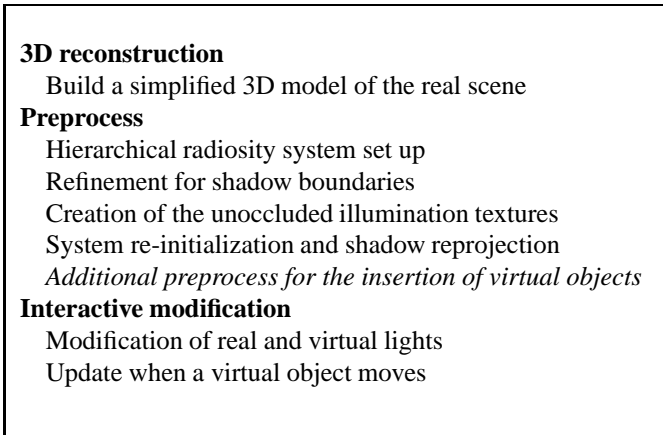 3D reconstruction
Build a simplified 3D model of the real scene
Preprocess
Hierarchical radiosity system set up
Refinement for shadow boundaries
Creation of the unoccluded illumination textures
System re-initialization and shadow reprojection
Additional preprocess for the insertion of virtual objects
Interactive modification
Modification of real and virtual lights
Update when a virtual object moves